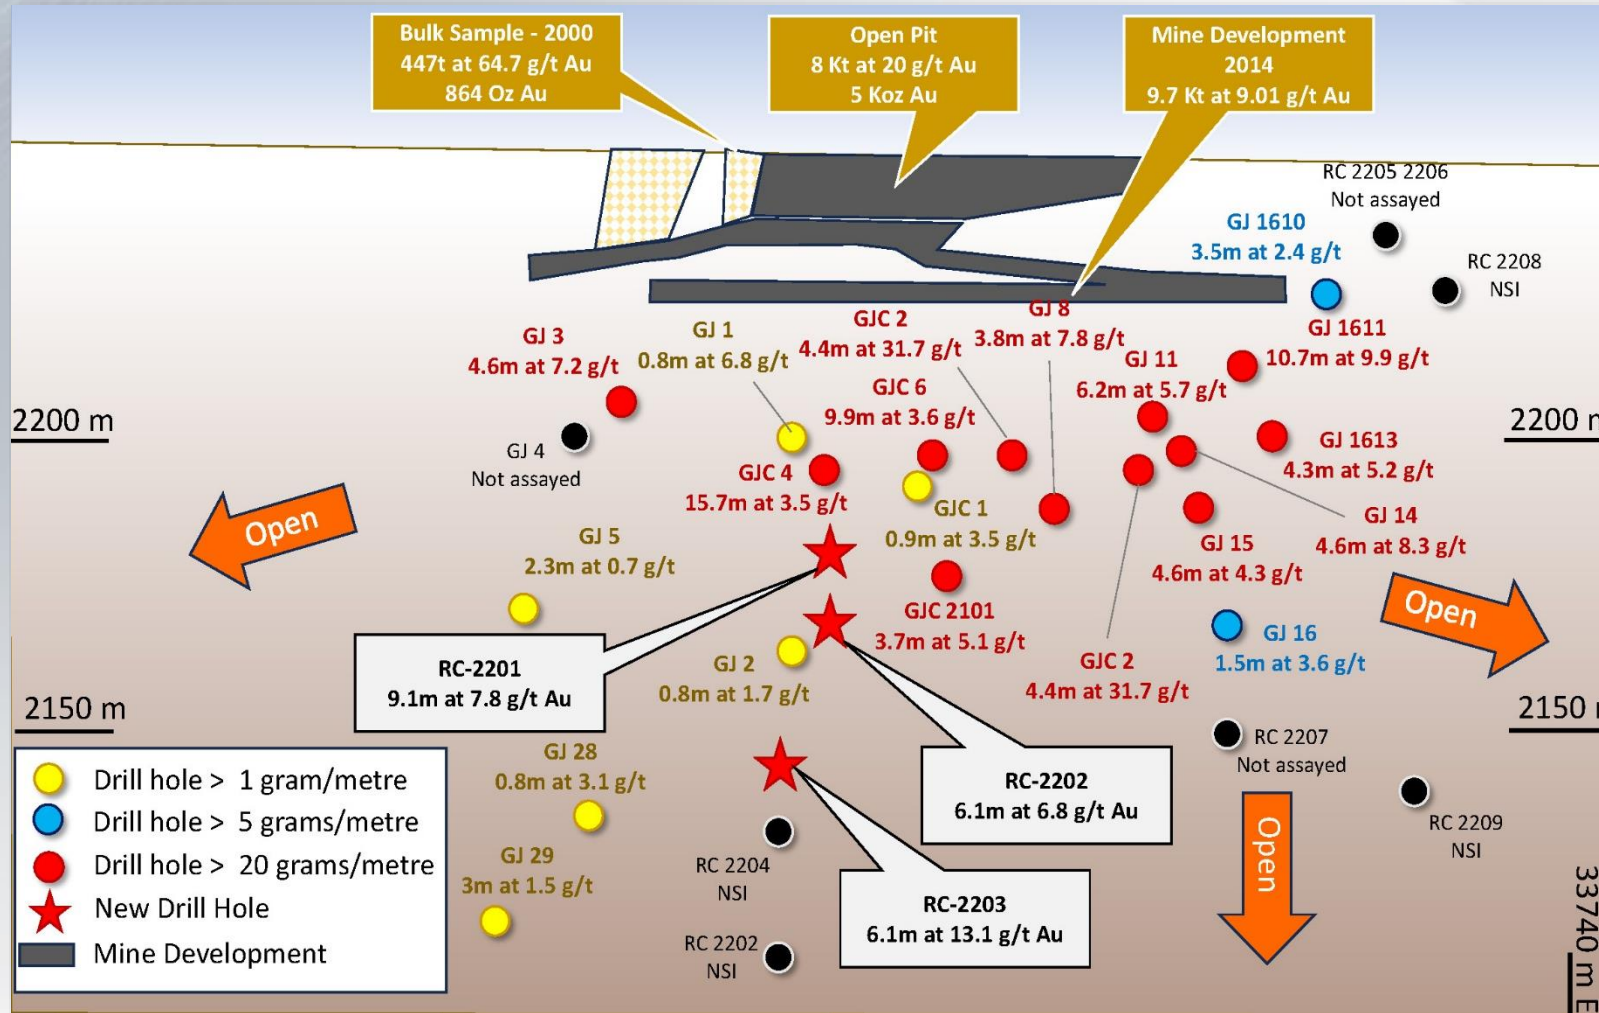 Bulk Sample - 2000
447t at 64.7 g/t Au
864 Oz Au
Open Pit
8 Kt at 20 g/t Au
5 Koz Au
Mine Development
2014
9.7 Kt at 9.01 g/t Au
RC 2205 2206
Not assayed
GJ 1610
3.5m at 2.4 g/t
RC 2208
NSI
GJ 3
4.6m at 7.2 g/t
GJ 1
0.8m at 6.8 g/t
GJC 2
4.4m at 31.7 g/t
GJ 8
3.8m at 7.8 g/t
GJ 1611
10.7m at 9.9 g/t
GJ 11
6.2m at 5.7 g/t
GJC 6
9.9m at 3.6 g/t
2200 m
2200 m
GJ 4
Not assayed
GJC 4
15.7m at 3.5 g/t
GJ 1613
4.3m at 5.2 g/t
GJC 1
0.9m at 3.5 g/t
GJ 14
4.6m at 8.3 g/t
Open
GJ 5
2.3m at 0.7 g/t
GJ 15
4.6m at 4.3 g/t
Open
GJC 2101
3.7m at 5.1 g/t
GJ 16
1.5m at 3.6 g/t
RC-2201
9.1m at 7.8 g/t Au
GJ 2
0.8m at 1.7 g/t
GJC 2
4.4m at 31.7 g/t
2150 m
2150 m
RC 2207
Not assayed
GJ 28
0.8m at 3.1 g/t
RC-2202
6.1m at 6.8 g/t Au
RC 2209
NSI
Open
GJ 29
3m at 1.5 g/t
RC 2204
NSI
RC-2203
6.1m at 13.1 g/t Au
RC 2202
NSI
33740 m E
Drill hole > 1 gram/metre
Drill hole > 5 grams/metre
Drill hole > 20 grams/metre
New Drill Hole
Mine Development